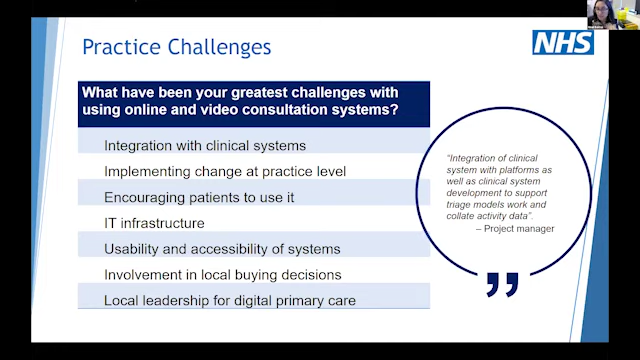 Practice Challenges
NHS
What have been your greatest challenges with
using online and video consultation systems?
Integration with clinical systems
Implementing change at practice level
Encouraging patients to use it
IT infrastructure
Usability and accessibility of systems
Involvement in local buying decisions
Local leadership for digital primary care
"Integration of clinical
system with platforms as
well as clinical system
development to support
triage models work and
collate activity data".
– Project manager